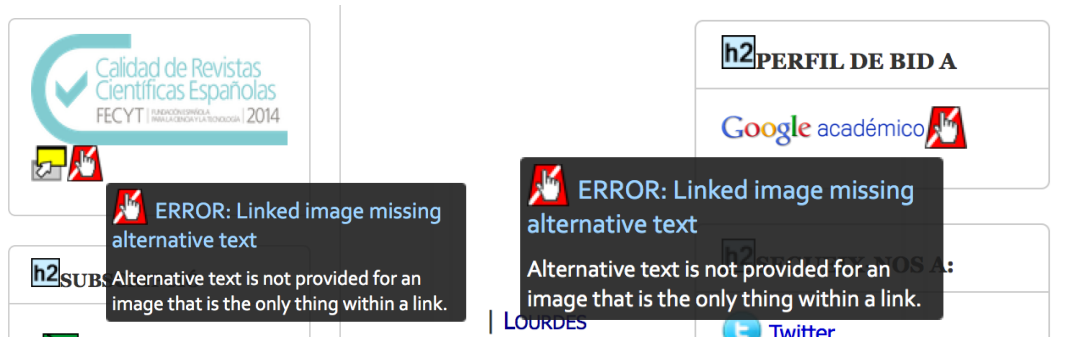 Calidad de Revistas
Científicas Españolas
FECYT | FUNDACIÓN ESPAÑOLA PARA LA CIENCIA Y LA TECNOLOGÍA | 2014
ERROR: Linked image missing
alternative text
Alternative text is not provided for an
image that is the only thing within a link.
h2 SUBS
h2 PERFIL DE BID A
Google académico
ERROR: Linked image missing
alternative text
Alternative text is not provided for an
image that is the only thing within a link.
h2 SEGUEIX-NOS A:
| LOURDES
Twitter